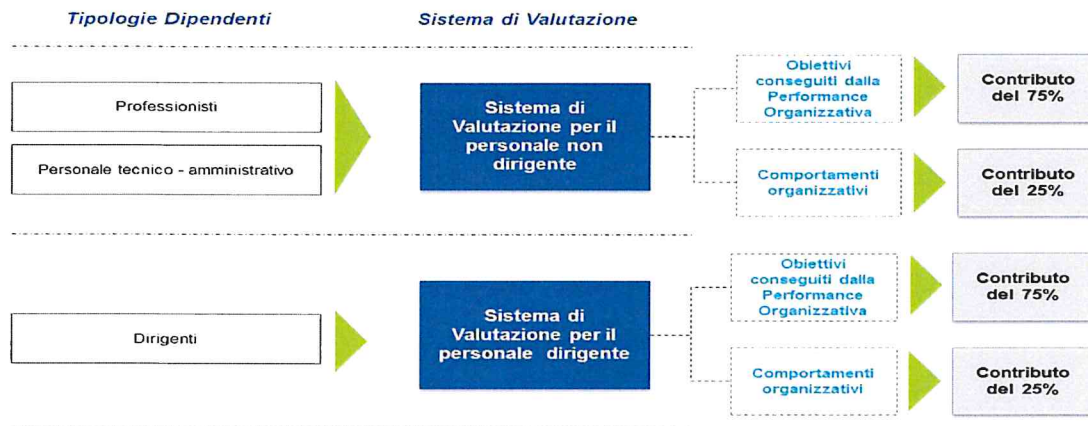 Tipologie Dipendenti
Sistema di Valutazione
Professionisti
Personale tecnico - amministrativo
Sistema di
Valutazione per il
personale non
dirigente
Obiettivi
conseguiti dalla
Performance
Organizzativa
Contributo
del 75%
Comportamenti
organizzativi
Contributo
del 25%
Dirigenti
Sistema di
Valutazione per il
personale dirigente
Obiettivi
conseguiti dalla
Performance
Organizzativa
Contributo
del 75%
Comportamenti
organizzativi
Contributo
del 25%